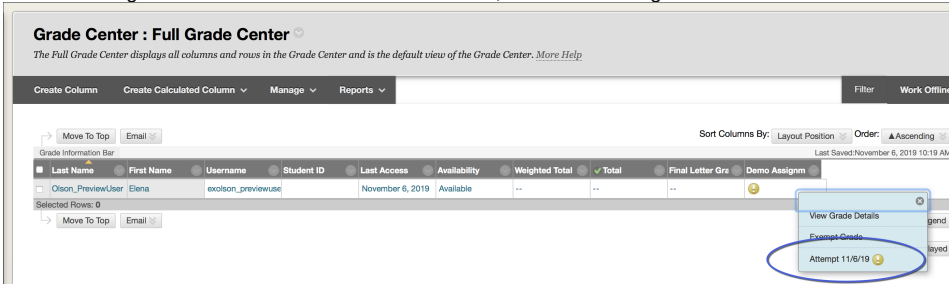 Grade Center : Full Grade Center
The Full Grade Center displays all columns and rows in the Grade Center and is the default view of the Grade Center. More Help
Create Column Create Calculated Column Manage Reports Filter Work Offline
Move To Top Email Sort Columns By: Layout Position Order: ▲Ascending
Grade Information Bar Last Saved:November 6, 2019 10:19 AM
Last Name First Name Username Student ID Last Access Availability Weighted Total Total Final Letter Gra Demo Assignm
Olson_PreviewUser Elena exolson_previewuse November 6, 2019 Available -- -- --
Selected Rows: 0
Move To Top Email
View Grade Details
Exempt Grade
Attempt 11/6/19